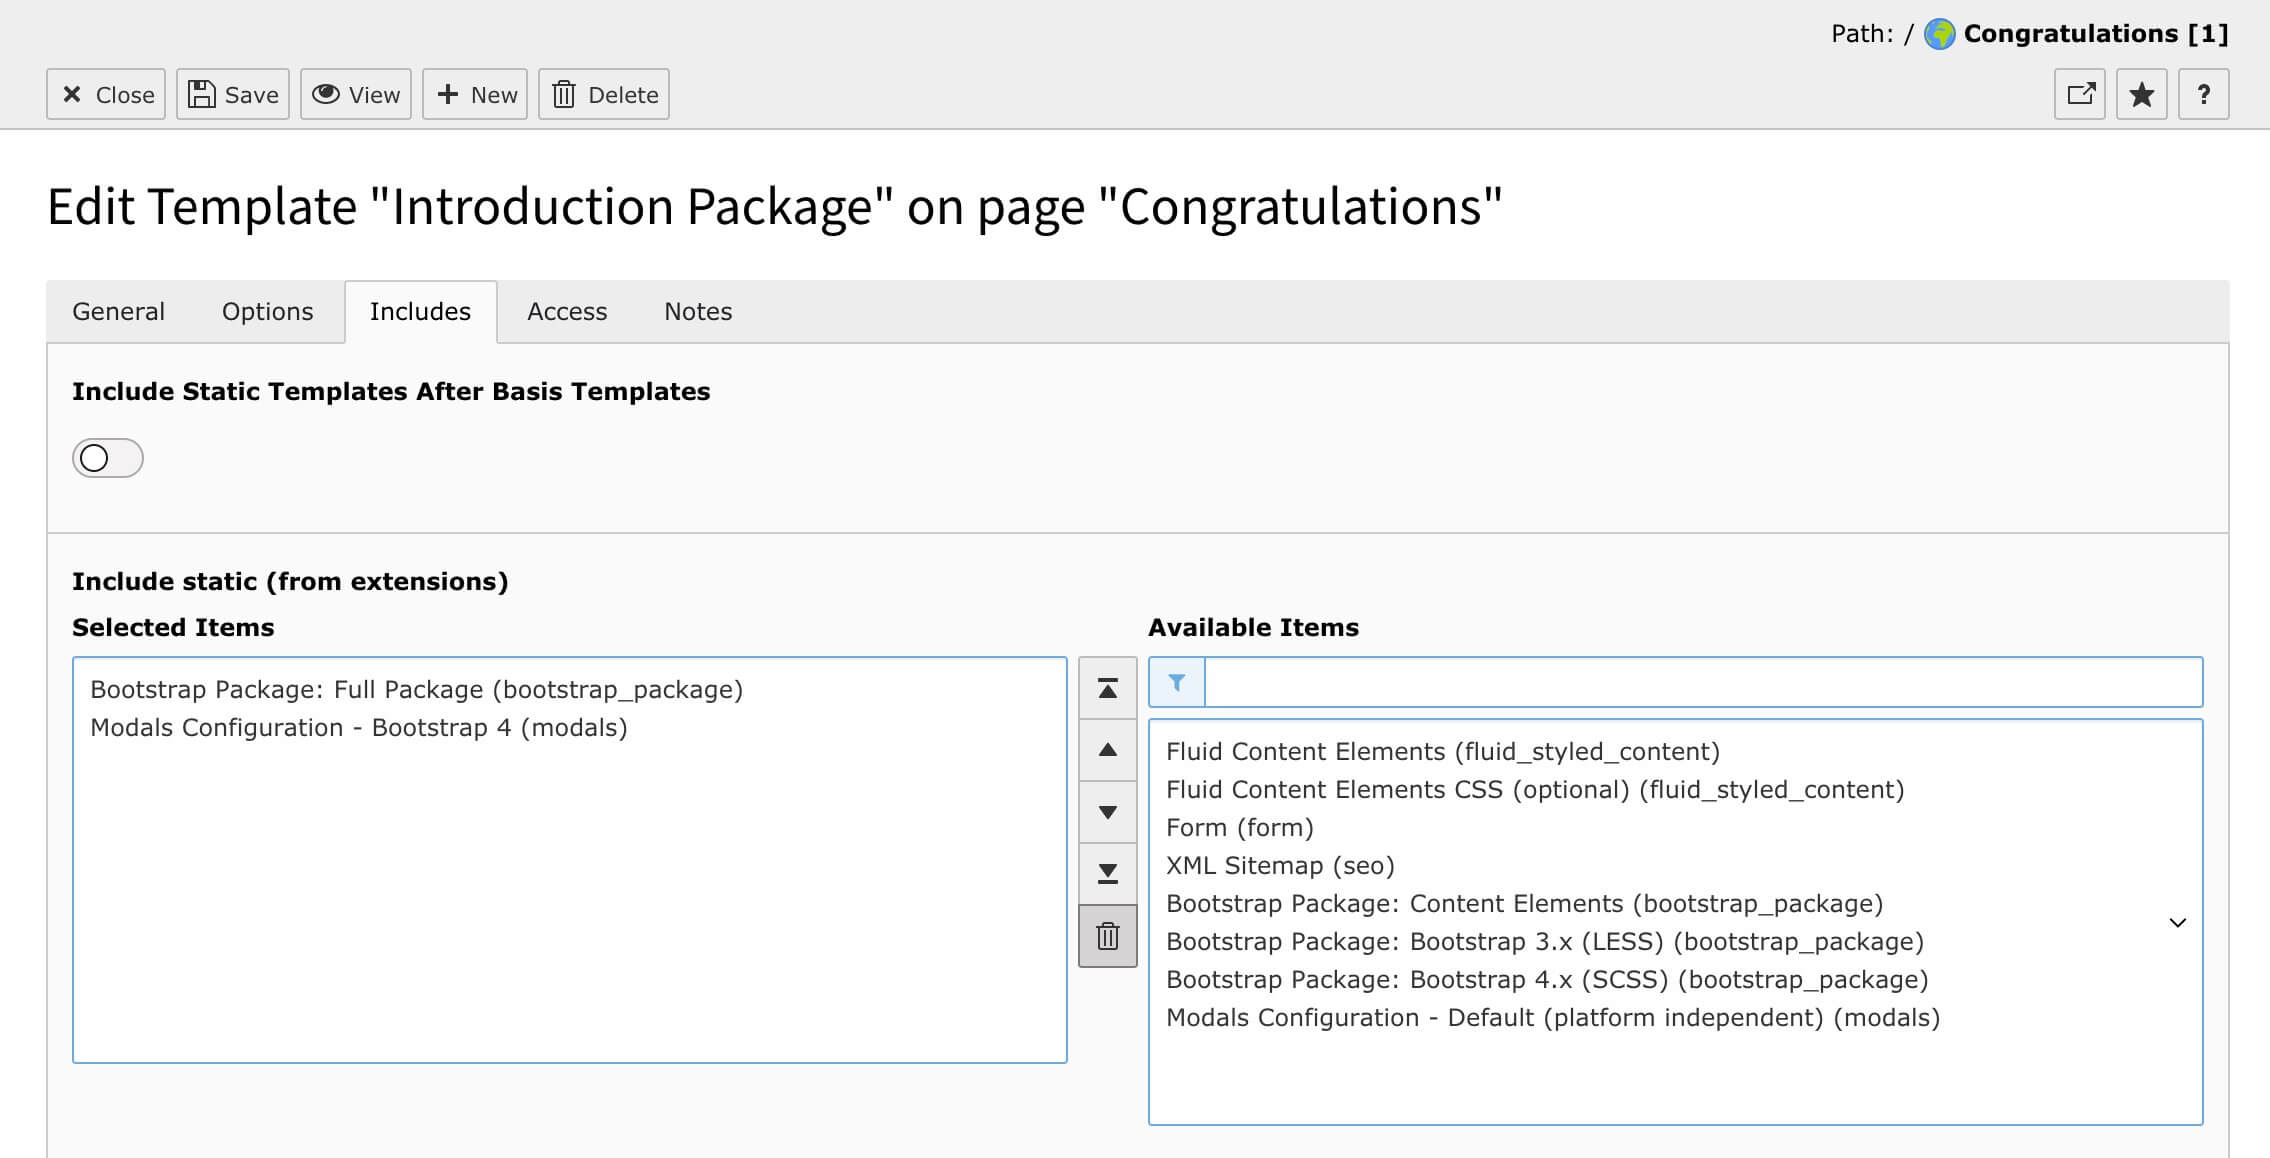 Path: / Congratulations [1]
Close Save View New Delete ?
Edit Template "Introduction Package" on page "Congratulations"
General Options Includes Access Notes
Include Static Templates After Basis Templates
Include static (from extensions)
Selected Items
Bootstrap Package: Full Package (bootstrap_package)
Modals Configuration - Bootstrap 4 (modals)
Available Items
Fluid Content Elements (fluid_styled_content)
Fluid Content Elements CSS (optional) (fluid_styled_content)
Form (form)
XML Sitemap (seo)
Bootstrap Package: Content Elements (bootstrap_package)
Bootstrap Package: Bootstrap 3.x (LESS) (bootstrap_package)
Bootstrap Package: Bootstrap 4.x (SCSS) (bootstrap_package)
Modals Configuration - Default (platform independent) (modals)